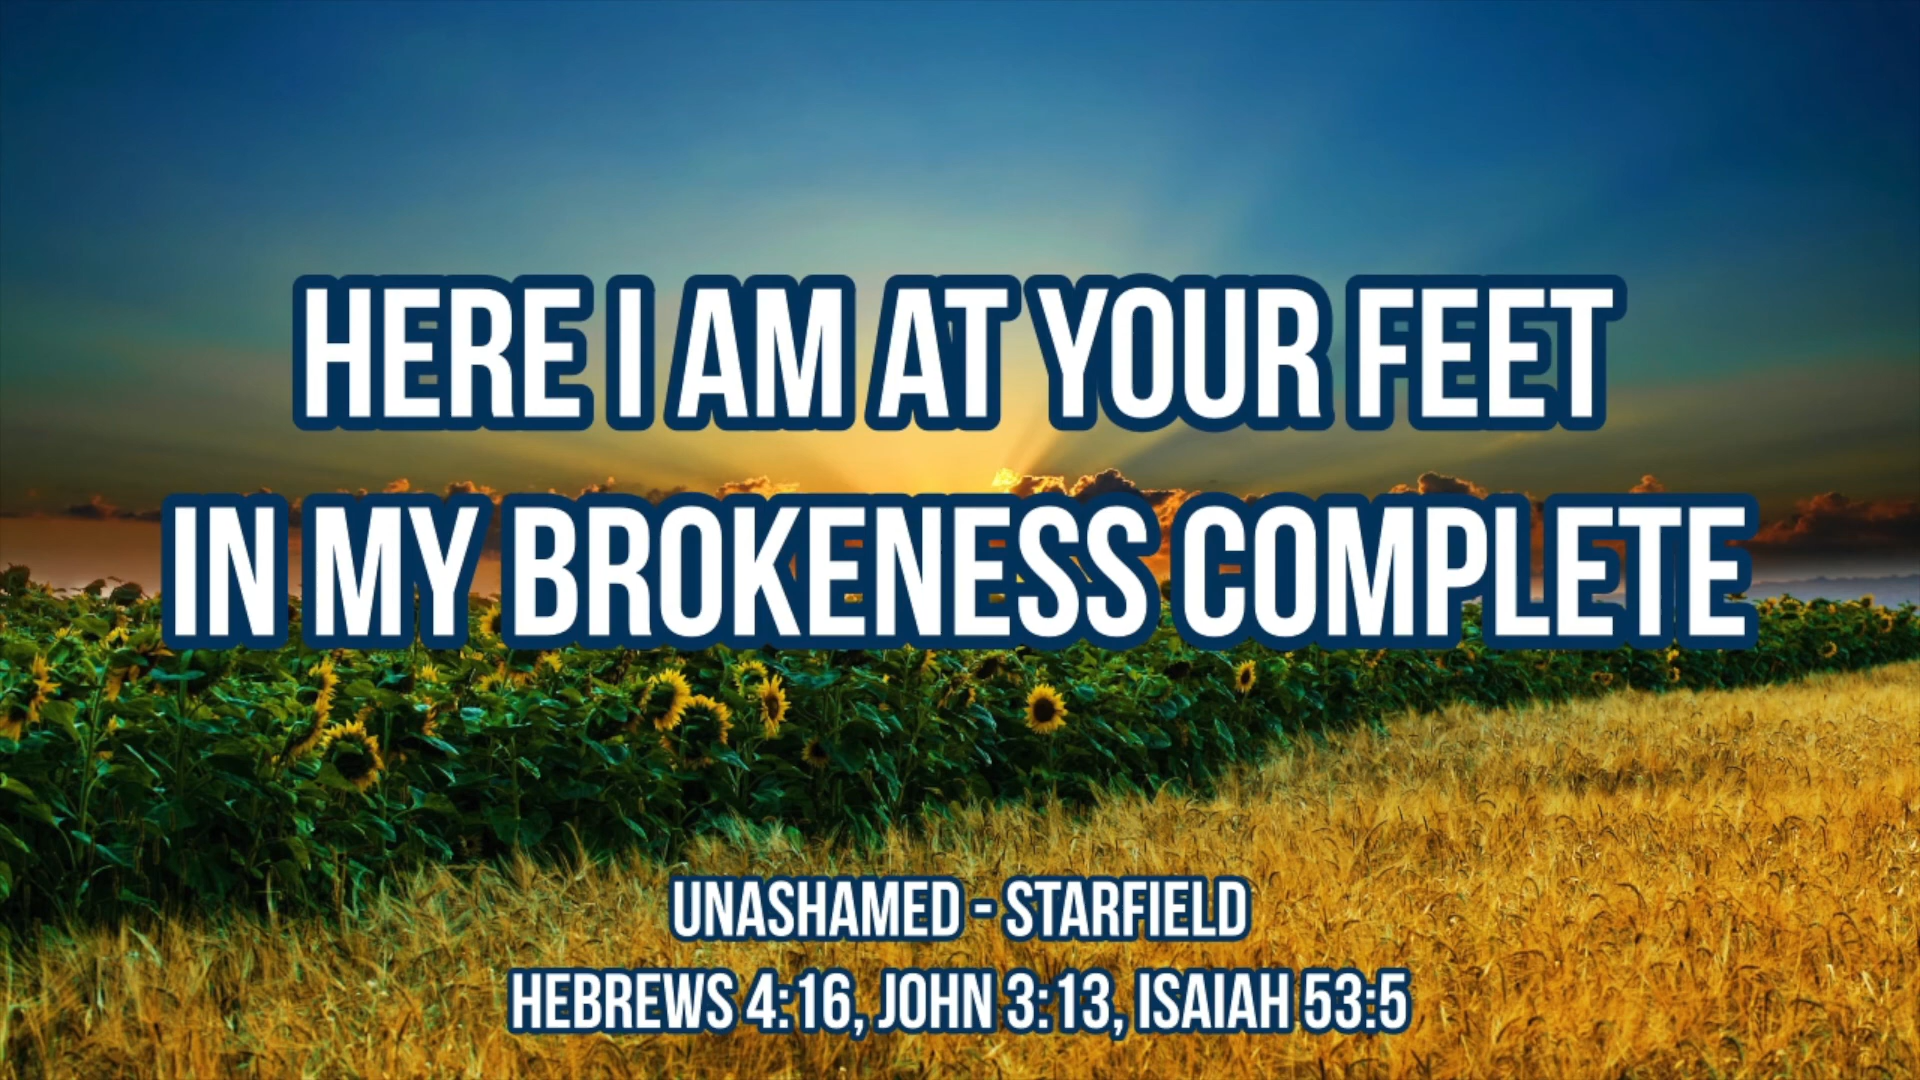 HERE I AM AT YOUR FEET
IN MY BROKENESS COMPLETE
UNASHAMED - STARFIELD
HEBREWS 4:16, JOHN 3:13, ISAIAH 53:5